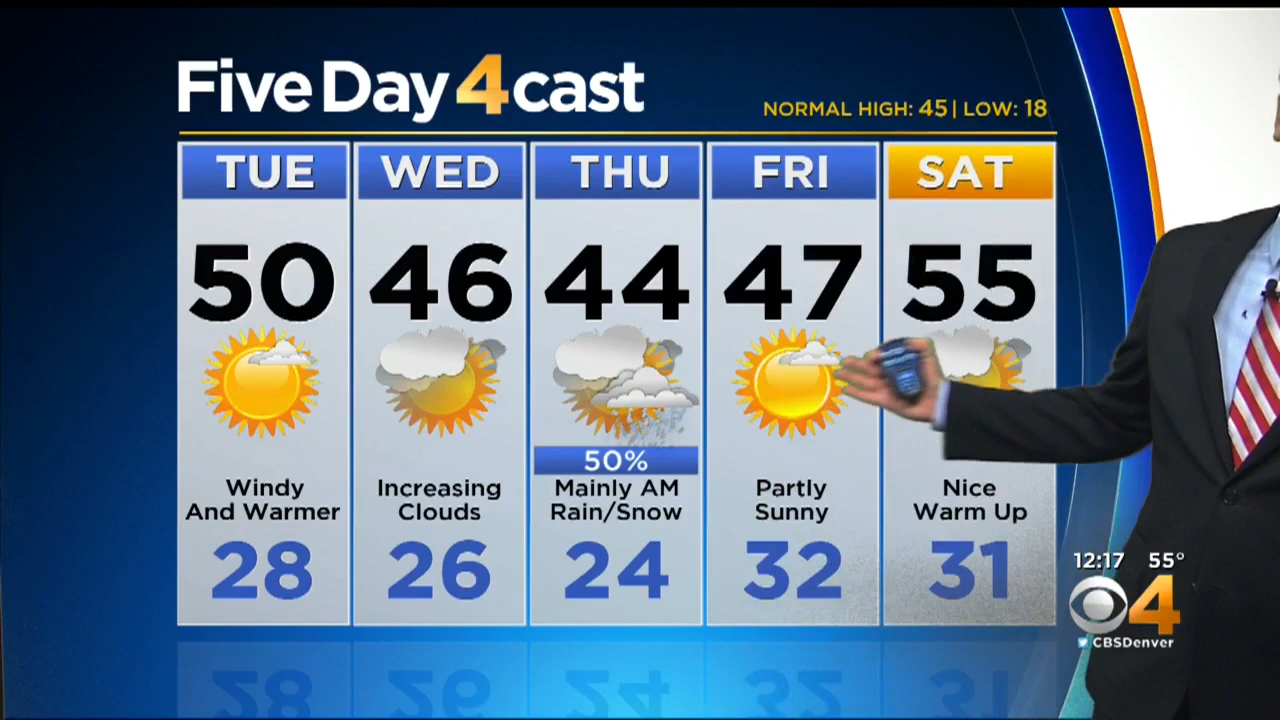 Five Day 4cast
NORMAL HIGH: 45 | LOW: 18
TUE
WED
THU
FRI
SAT
50
46
44
47
55
50%
Windy
And Warmer
Increasing
Clouds
Mainly AM
Rain/Snow
Partly
Sunny
Nice
Warm Up
28
26
24
32
31
12:17 55°
4
CBSDenver